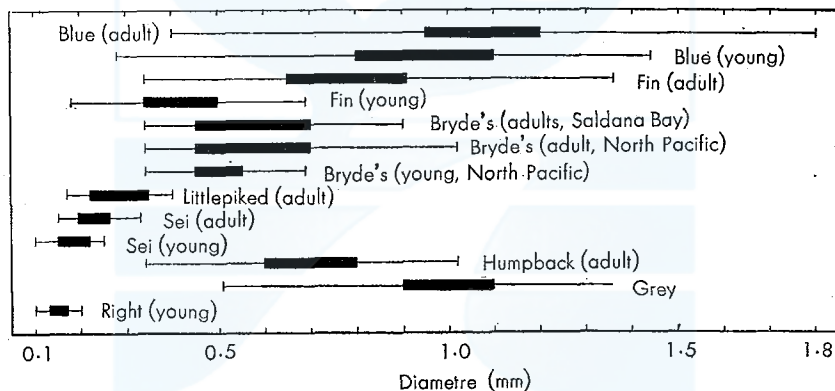 Blue (adult)
Blue (young)
Fin (adult)
Fin (young)
Bryde's (adults, Saldana Bay)
Bryde's (adult, North Pacific)
Bryde's (young, North Pacific)
Littlepiked (adult)
Sei (adult)
Sei (young)
Humpback (adult)
Grey
Right (young)
0.1 0.5 1.0 1.5 1.8
Diametre (mm)